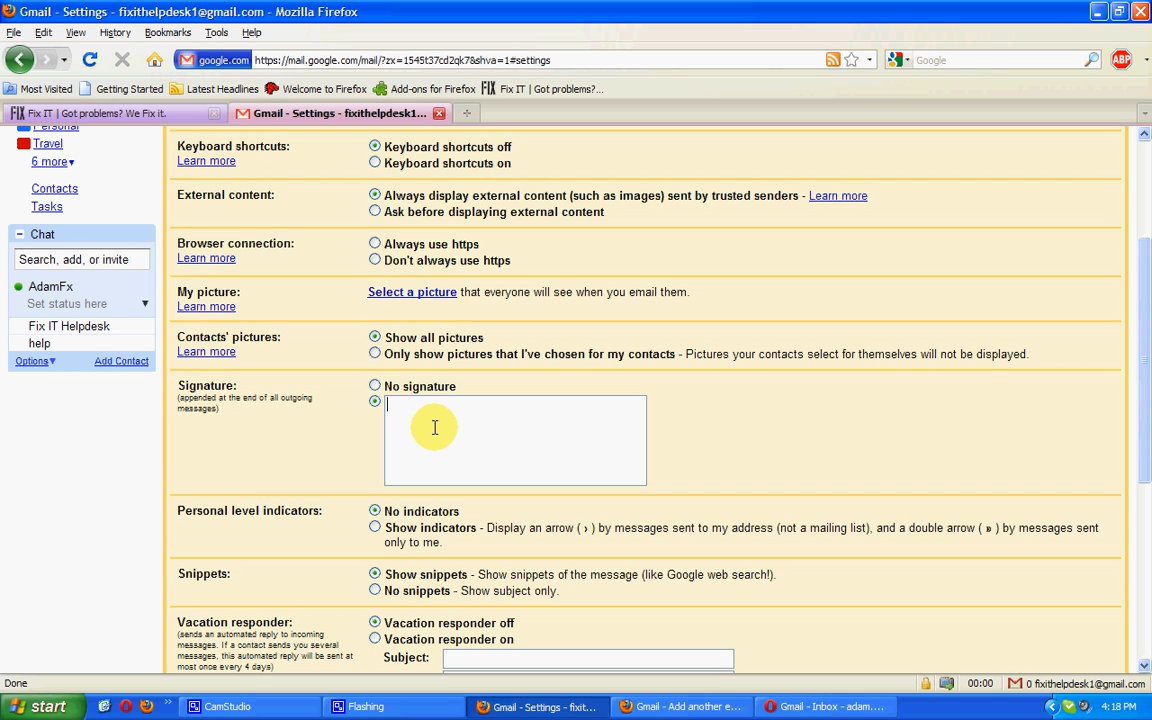 Gmail - Settings - fixithelpdesk1@gmail.com - Mozilla Firefox
File Edit View History Bookmarks Tools Help
google.com https://mail.google.com/mail/?zx=1545t37cd2qk7&shva=1#settings Google ABP
Most Visited Getting Started Latest Headlines Welcome to Firefox Add-ons for Firefox FIX Fix IT | Got problems?...
FIX Fix IT | Got problems? We Fix it. Gmail - Settings - fixithelpdesk1...
Personal
Travel
6 more▾
Contacts
Tasks
Chat
Search, add, or invite
AdamFx
Set status here
Fix IT Helpdesk
help
Options▾ Add Contact
Keyboard shortcuts: Keyboard shortcuts off
Learn more Keyboard shortcuts on
External content: Always display external content (such as images) sent by trusted senders - Learn more
Ask before displaying external content
Browser connection: Always use https
Learn more Don't always use https
My picture: Select a picture that everyone will see when you email them.
Learn more
Contacts' pictures: Show all pictures
Learn more Only show pictures that I've chosen for my contacts - Pictures your contacts select for themselves will not be displayed.
Signature: No signature
(appended at the end of all outgoing
messages)
Personal level indicators: No indicators
Show indicators - Display an arrow ( › ) by messages sent to my address (not a mailing list), and a double arrow ( » ) by messages sent
only to me.
Snippets: Show snippets - Show snippets of the message (like Google web search!).
No snippets - Show subject only.
Vacation responder: Vacation responder off
(sends an automated reply to incoming
messages. If a contact sends you several
messages, this automated reply will be sent at
most once every 4 days)
Vacation responder on
Subject:
Done 00:00 0 fixithelpdesk1@gmail.com
start CamStudio Flashing Gmail - Settings - fixit... Gmail - Add another e... Gmail - Inbox - adam.... 4:18 PM